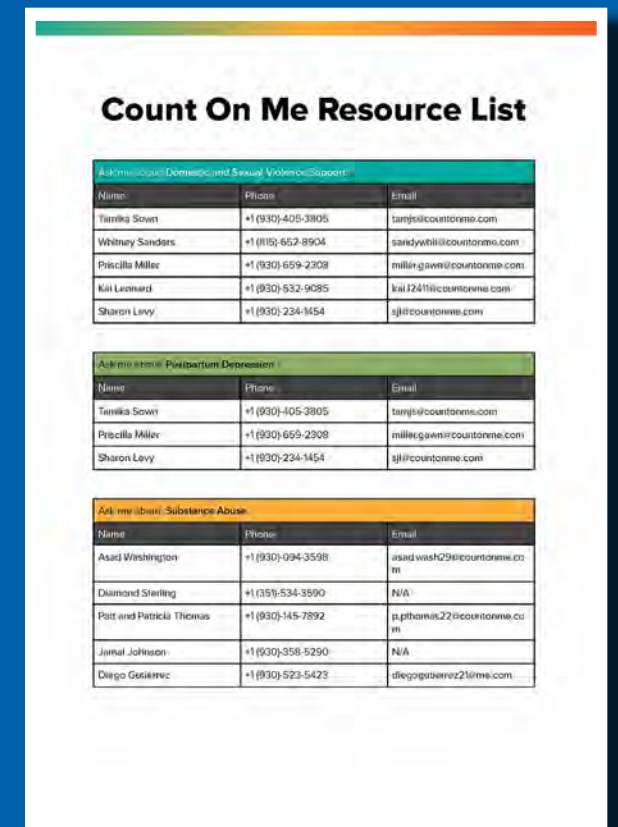 Count On Me Resource List
Ask me about: Domestic and Sexual Violence Support
Name Phone Email
Tamika Sown +1 (930)-405-3805 tamjs@countonme.com
Whitney Sanders +1 (815)-652-8904 sandywhit@countonme.com
Priscilla Miller +1 (930)-659-2308 miller.gawn@countonme.com
Kai Lennard +1 (930)-532-9085 kai.12411@countonme.com
Sharon Levy +1 (930)-234-1454 sjl@countonme.com
Ask me about: Postpartum Depression
Name Phone Email
Tamika Sown +1 (930)-405-3805 tamjs@countonme.com
Priscilla Miller +1 (930)-659-2308 miller.gawn@countonme.com
Sharon Levy +1 (930)-234-1454 sjl@countonme.com
Ask me about: Substance Abuse
Name Phone Email
Asad Washington +1 (930)-094-3598 asad.wash29@countonme.co
m
Diamond Sterling +1 (351)-534-3590 N/A
Patt and Patricia Thomas +1 (930)-145-7892 p.pthomas22@countonme.co
m
Jamal Johnson +1 (930)-358-5290 N/A
Diego Gutierrez +1 (930)-523-5423 diegogutierrez21@me.com